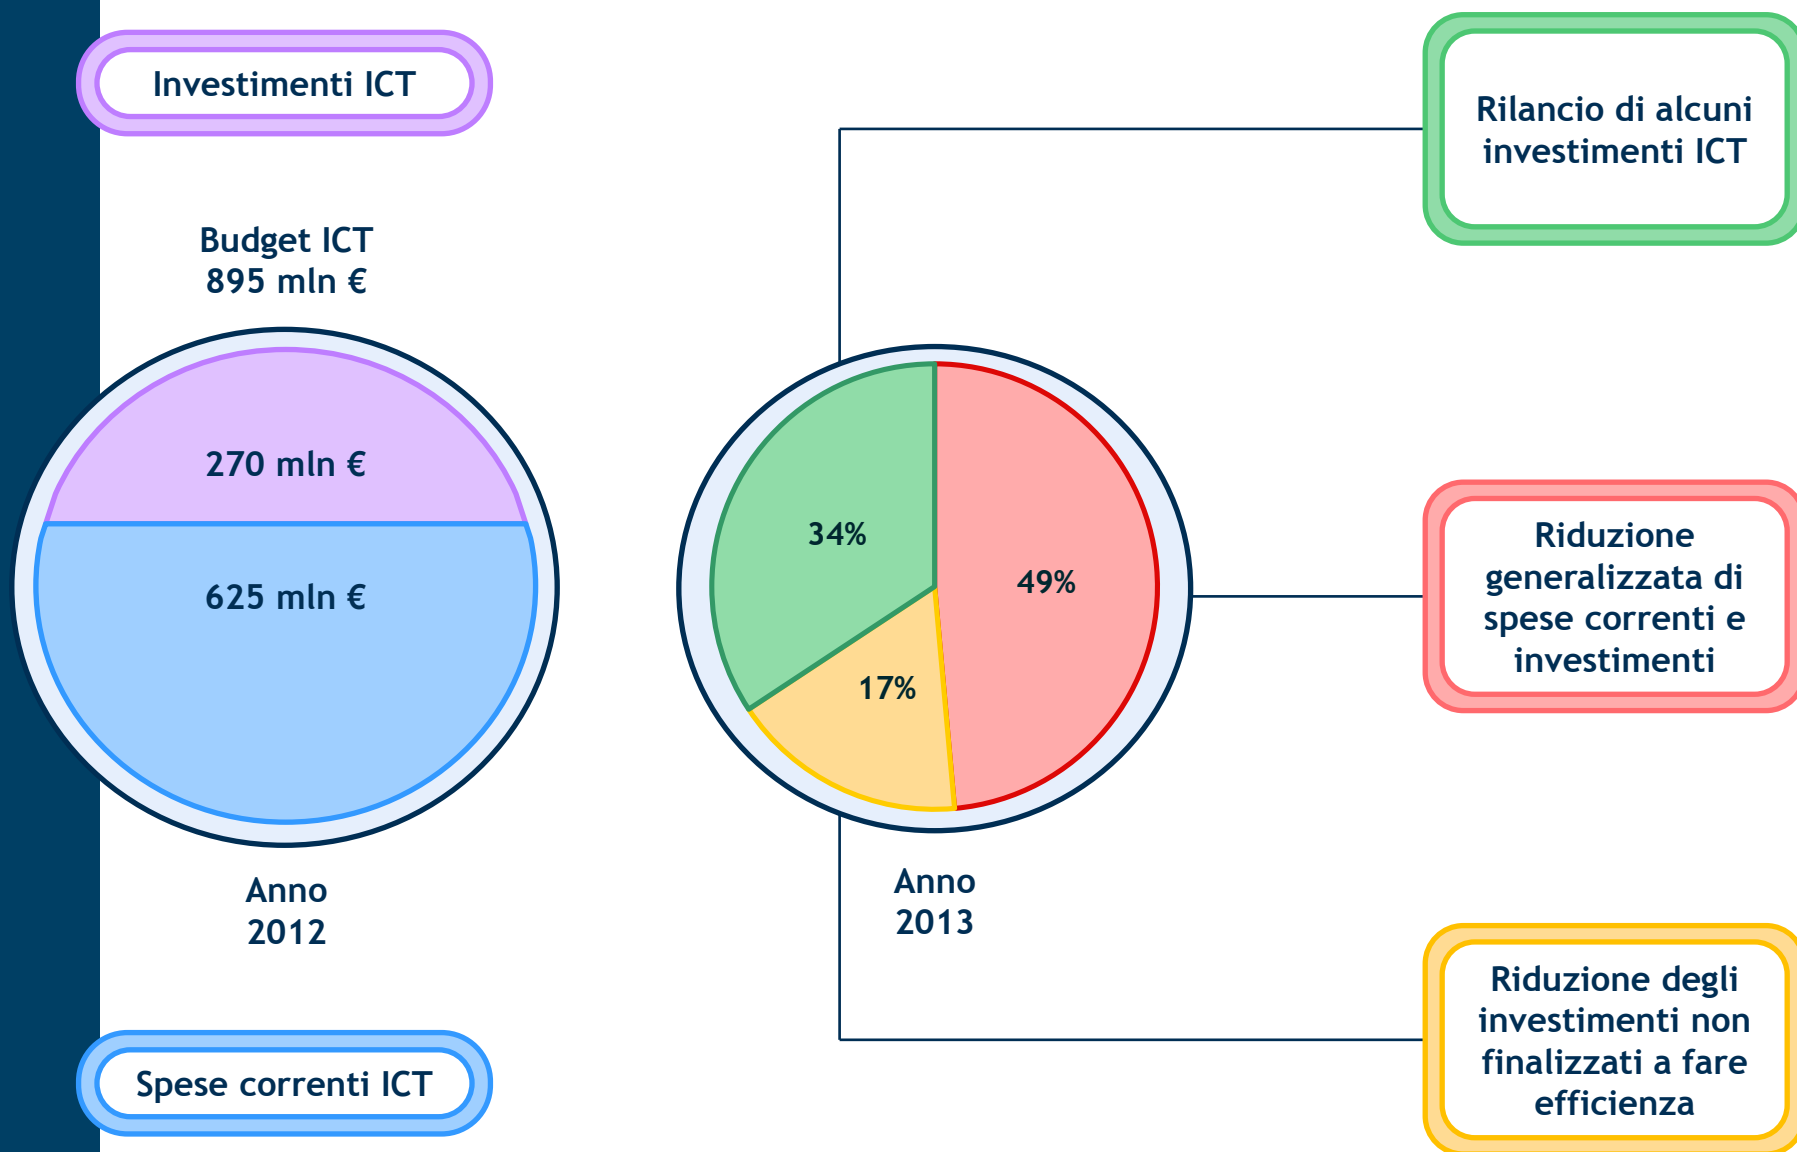 Investimenti ICT
Budget ICT
895 mln €
270 mln €
625 mln €
Anno
2012
Spese correnti ICT
34%
49%
17%
Anno
2013
Rilancio di alcuni
investimenti ICT
Riduzione
generalizzata di
spese correnti e
investimenti
Riduzione degli
investimenti non
finalizzati a fare
efficienza